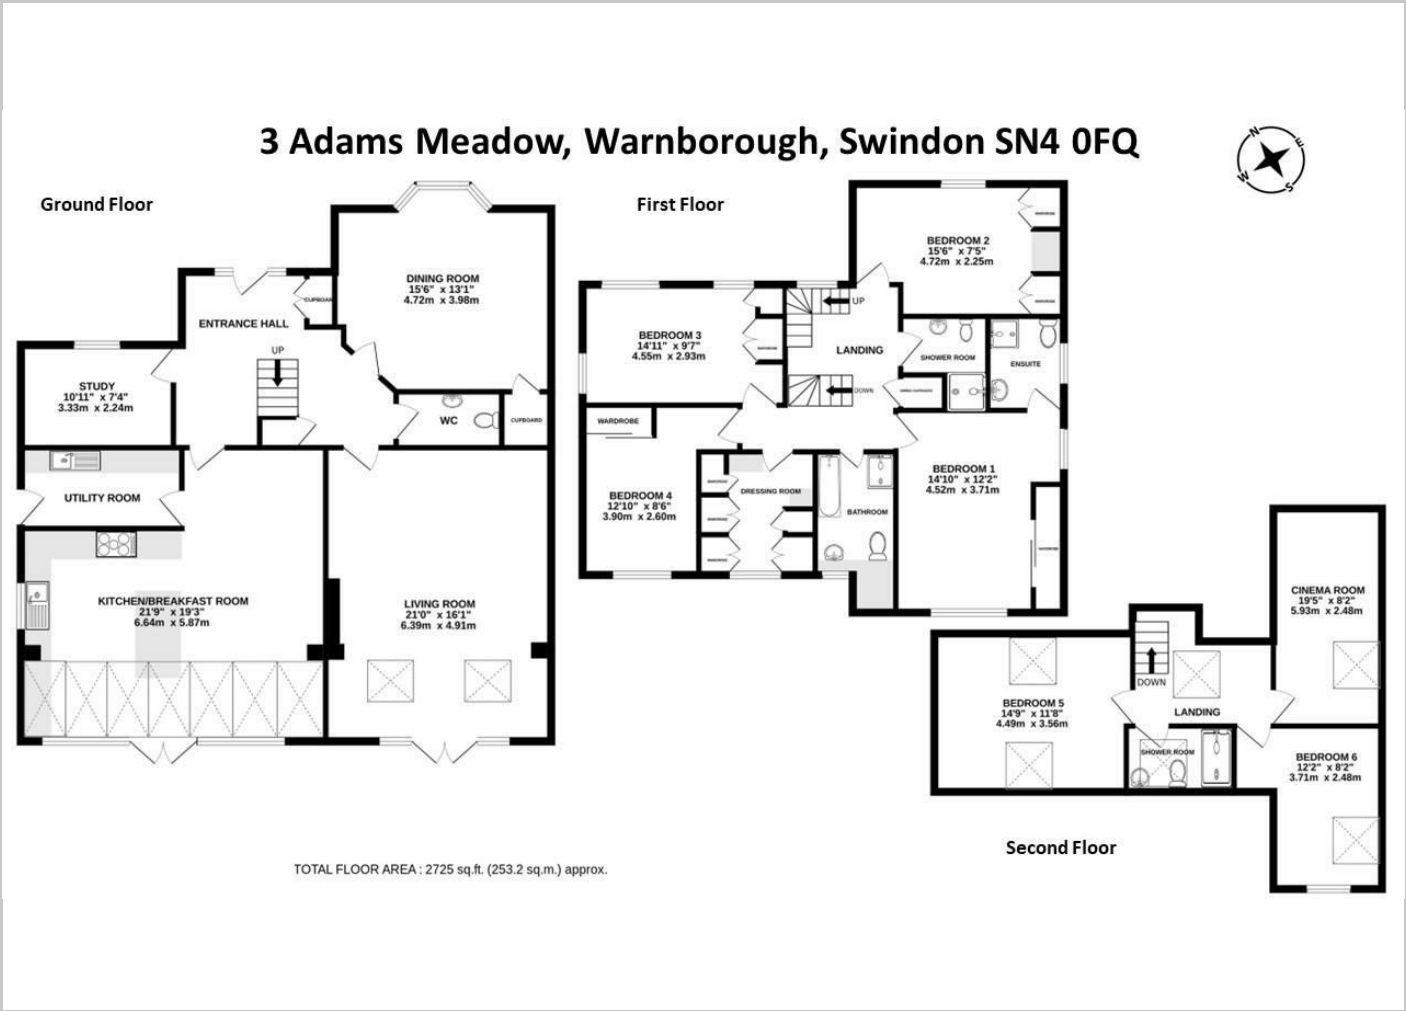 3 Adams Meadow, Warnborough, Swindon SN4 0FQ
N
E
S
W
Ground Floor
DINING ROOM
15'6" x 13'1"
4.72m x 3.98m
CUPBOARD
ENTRANCE HALL
UP
STUDY
10'11" x 7'4"
3.33m x 2.24m
WC
CUPBOARD
UTILITY ROOM
KITCHEN/BREAKFAST ROOM
21'9" x 19'3"
6.64m x 5.87m
LIVING ROOM
21'0" x 16'1"
6.39m x 4.91m
First Floor
BEDROOM 2
15'6" x 7'5"
4.72m x 2.25m
WARDROBE
WARDROBE
UP
BEDROOM 3
14'11" x 9'7"
4.55m x 2.93m
WARDROBE
LANDING
SHOWER ROOM
ENSUITE
DOWN
WARDROBE
BEDROOM 4
12'10" x 8'6"
3.90m x 2.60m
WARDROBE
DRESSING ROOM
WARDROBE
WARDROBE
BATHROOM
BEDROOM 1
14'10" x 12'2"
4.52m x 3.71m
WARDROBE
CINEMA ROOM
19'5" x 8'2"
5.93m x 2.48m
DOWN
LANDING
BEDROOM 5
14'9" x 11'8"
4.49m x 3.56m
SHOWER ROOM
BEDROOM 6
12'2" x 8'2"
3.71m x 2.48m
Second Floor
TOTAL FLOOR AREA : 2725 sq.ft. (253.2 sq.m.) approx.